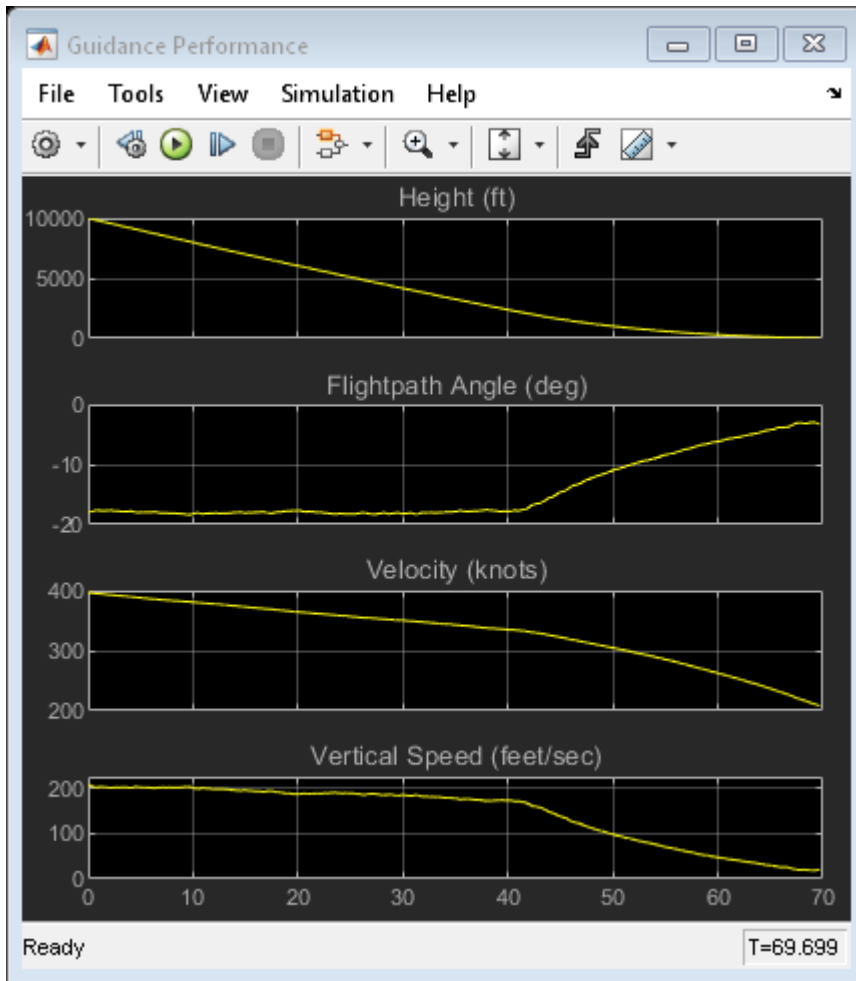 Guidance Performance
File Tools View Simulation Help
Height (ft)
10000
5000
0
Flightpath Angle (deg)
0
-10
-20
Velocity (knots)
400
300
200
Vertical Speed (feet/sec)
200
100
0
0 10 20 30 40 50 60 70
Ready T=69.699